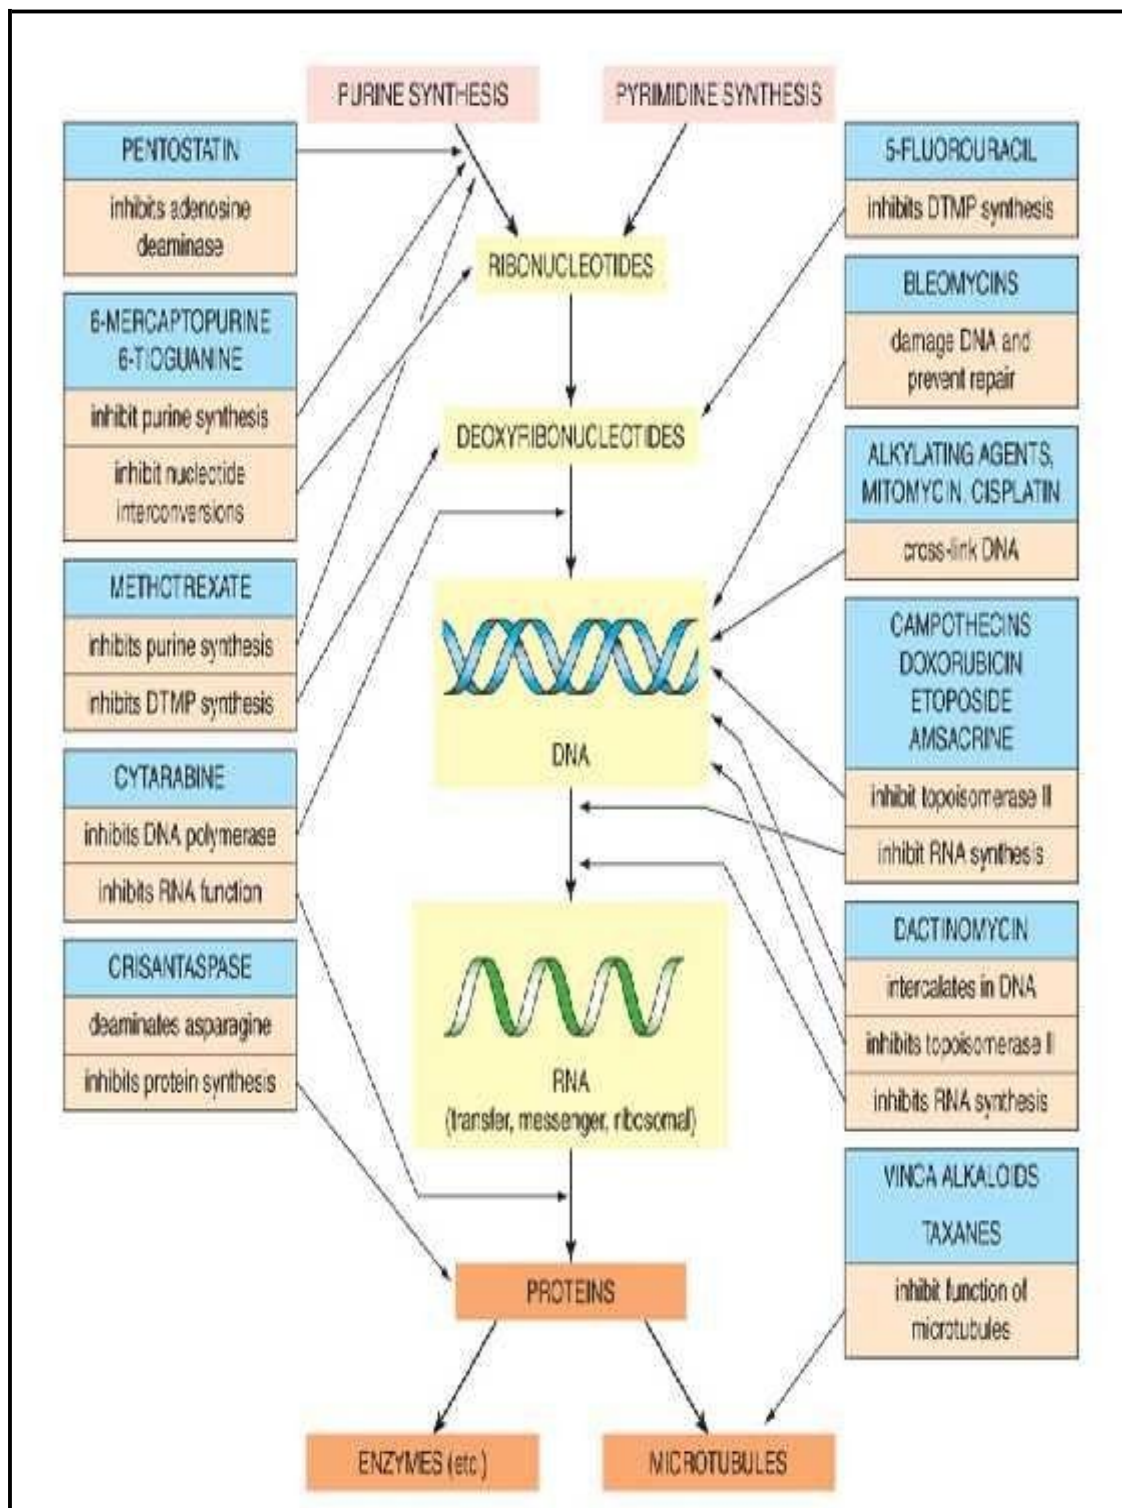 PURINE SYNTHESIS
PYRIMIDINE SYNTHESIS
PENTOSTATIN
inhibits adenosine
deaminase
6-MERCAPTOPURINE
6-TIOGUANINE
inhibit purine synthesis
inhibit nucleotide
interconversions
METHOTREXATE
inhibits purine synthesis
inhibits DTMP synthesis
CYTARABINE
inhibits DNA polymerase
inhibits RNA function
CRISANTASPASE
deaminates asparagine
inhibits protein synthesis
RIBONUCLEOTIDES
DEOXYRIBONUCLEOTIDES
DNA
RNA
(transfer, messenger, ribosomal)
PROTEINS
ENZYMES (etc.)
MICROTUBULES
5-FLUOROURACIL
inhibits DTMP synthesis
BLEOMYCINS
damage DNA and
prevent repair
ALKYLATING AGENTS,
MITOMYCIN, CISPLATIN
cross-link DNA
CAMPOTHECINS
DOXORUBICIN
ETOPOSIDE
AMSACRINE
inhibit topoisomerase II
inhibit RNA synthesis
DACTINOMYCIN
intercalates in DNA
inhibits topoisomerase II
inhibits RNA synthesis
VINCA ALKALOIDS
TAXANES
inhibit function of
microtubules